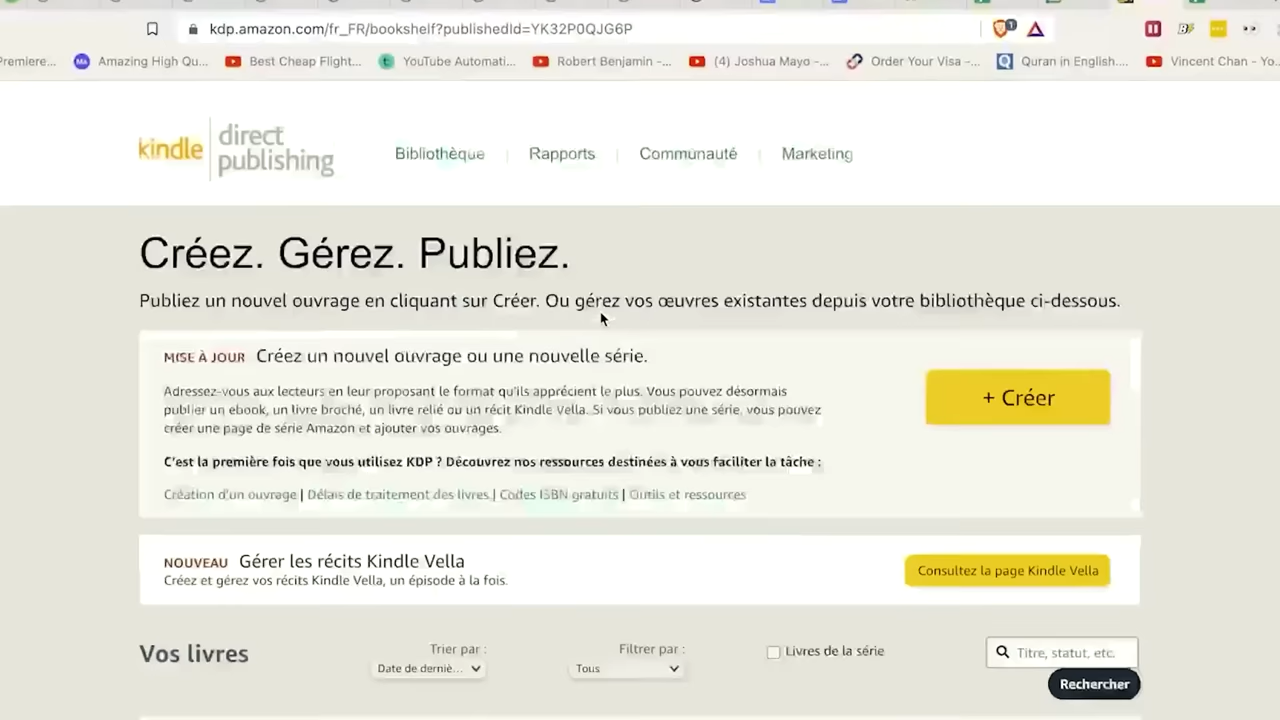 kdp.amazon.com/fr_FR/bookshelf?publishedId=YK32P0QJG6P
Premiere... Amazing High Qu... Best Cheap Flight... YouTube Automati... Robert Benjamin -... (4) Joshua Mayo -... Order Your Visa -... Quran in English.... Vincent Chan - Yo...
kindle direct publishing
Bibliothèque Rapports Communauté Marketing
Créez. Gérez. Publiez.
Publiez un nouvel ouvrage en cliquant sur Créer. Ou gérez vos œuvres existantes depuis votre bibliothèque ci-dessous.
MISE À JOUR Créez un nouvel ouvrage ou une nouvelle série.
Adressez-vous aux lecteurs en leur proposant le format qu'ils apprécient le plus. Vous pouvez désormais
publier un ebook, un livre broché, un livre relié ou un récit Kindle Vella. Si vous publiez une série, vous pouvez
créer une page de série Amazon et ajouter vos ouvrages.
+ Créer
C'est la première fois que vous utilisez KDP ? Découvrez nos ressources destinées à vous faciliter la tâche :
Création d'un ouvrage | Délais de traitement des livres | Codes ISBN gratuits | Outils et ressources
NOUVEAU Gérer les récits Kindle Vella
Créez et gérez vos récits Kindle Vella, un épisode à la fois.
Consultez la page Kindle Vella
Vos livres
Trier par :
Date de derniè...
Filtrer par :
Tous
Livres de la série
Titre, statut, etc.
Rechercher